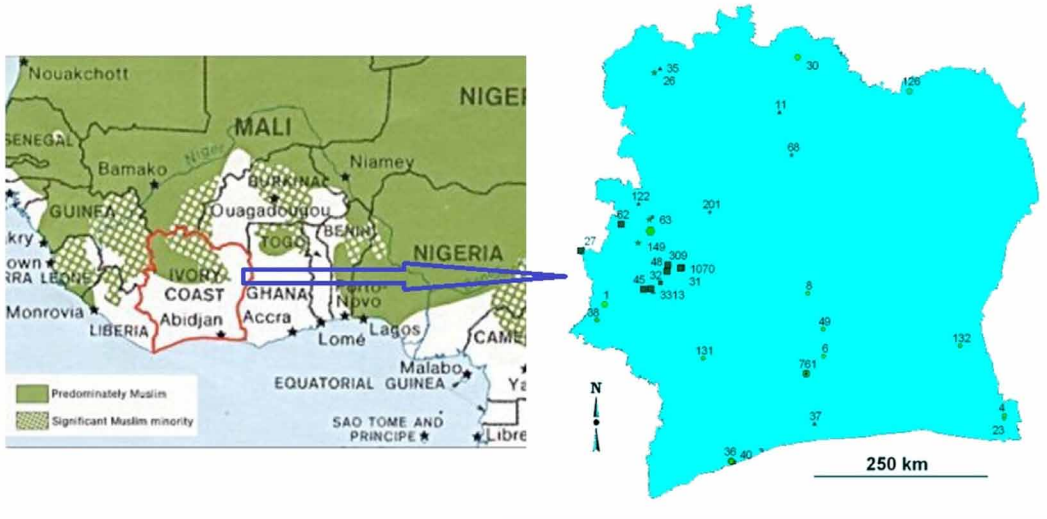 Nouakchott
NIGER
MALI
SENEGAL
Niger
Bamako
Niamey
GUINEA
BURKINA
Ouagadougou
BENIN
TOGO
NIGERIA
kry
own
RRA LEONE
IVORY
COAST
GHANA
Porto-
Novo
Monrovia
LIBERIA
Abidjan
Accra
Lomé
Lagos
CAME
Malabo
EQUATORIAL GUINEA
Ya
SAO TOME AND
PRINCIPE
Libre
Predominately Muslim
Significant Muslim minority
35
26
30
126
11
68
122
201
62
63
27
149
309
48
1070
32
31
45
3313
1
38
8
49
6
132
131
761
37
4
23
36
40
N
250 km